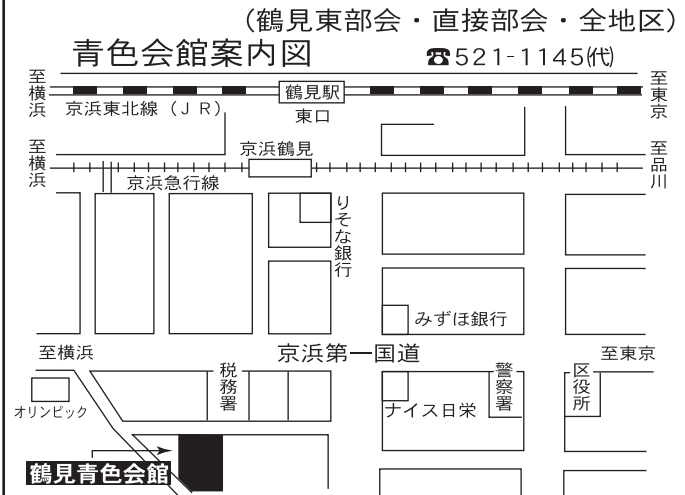 （鶴見東部会・直接部会・全地区）
青色会館案内図
☎521-1145㈹
至横浜
鶴見駅
至東京
京浜東北線（ＪＲ）
東口
至横浜
京浜鶴見
至品川
京浜急行線
りそな銀行
みずほ銀行
至横浜
京浜第一国道
至東京
税務署
警察署
区役所
オリンピック
ナイス日栄
鶴見青色会館